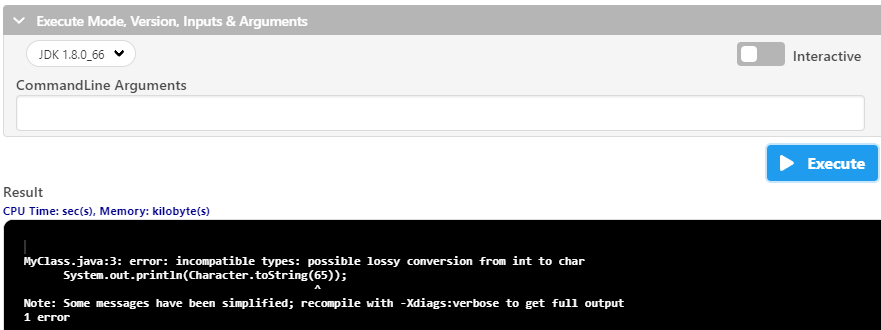 Execute Mode, Version, Inputs & Arguments
JDK 1.8.0_66
Interactive
CommandLine Arguments
Execute
Result
CPU Time: sec(s), Memory: kilobyte(s)
MyClass.java:3: error: incompatible types: possible lossy conversion from int to char
System.out.println(Character.toString(65));
^
Note: Some messages have been simplified; recompile with -Xdiags:verbose to get full output
1 error